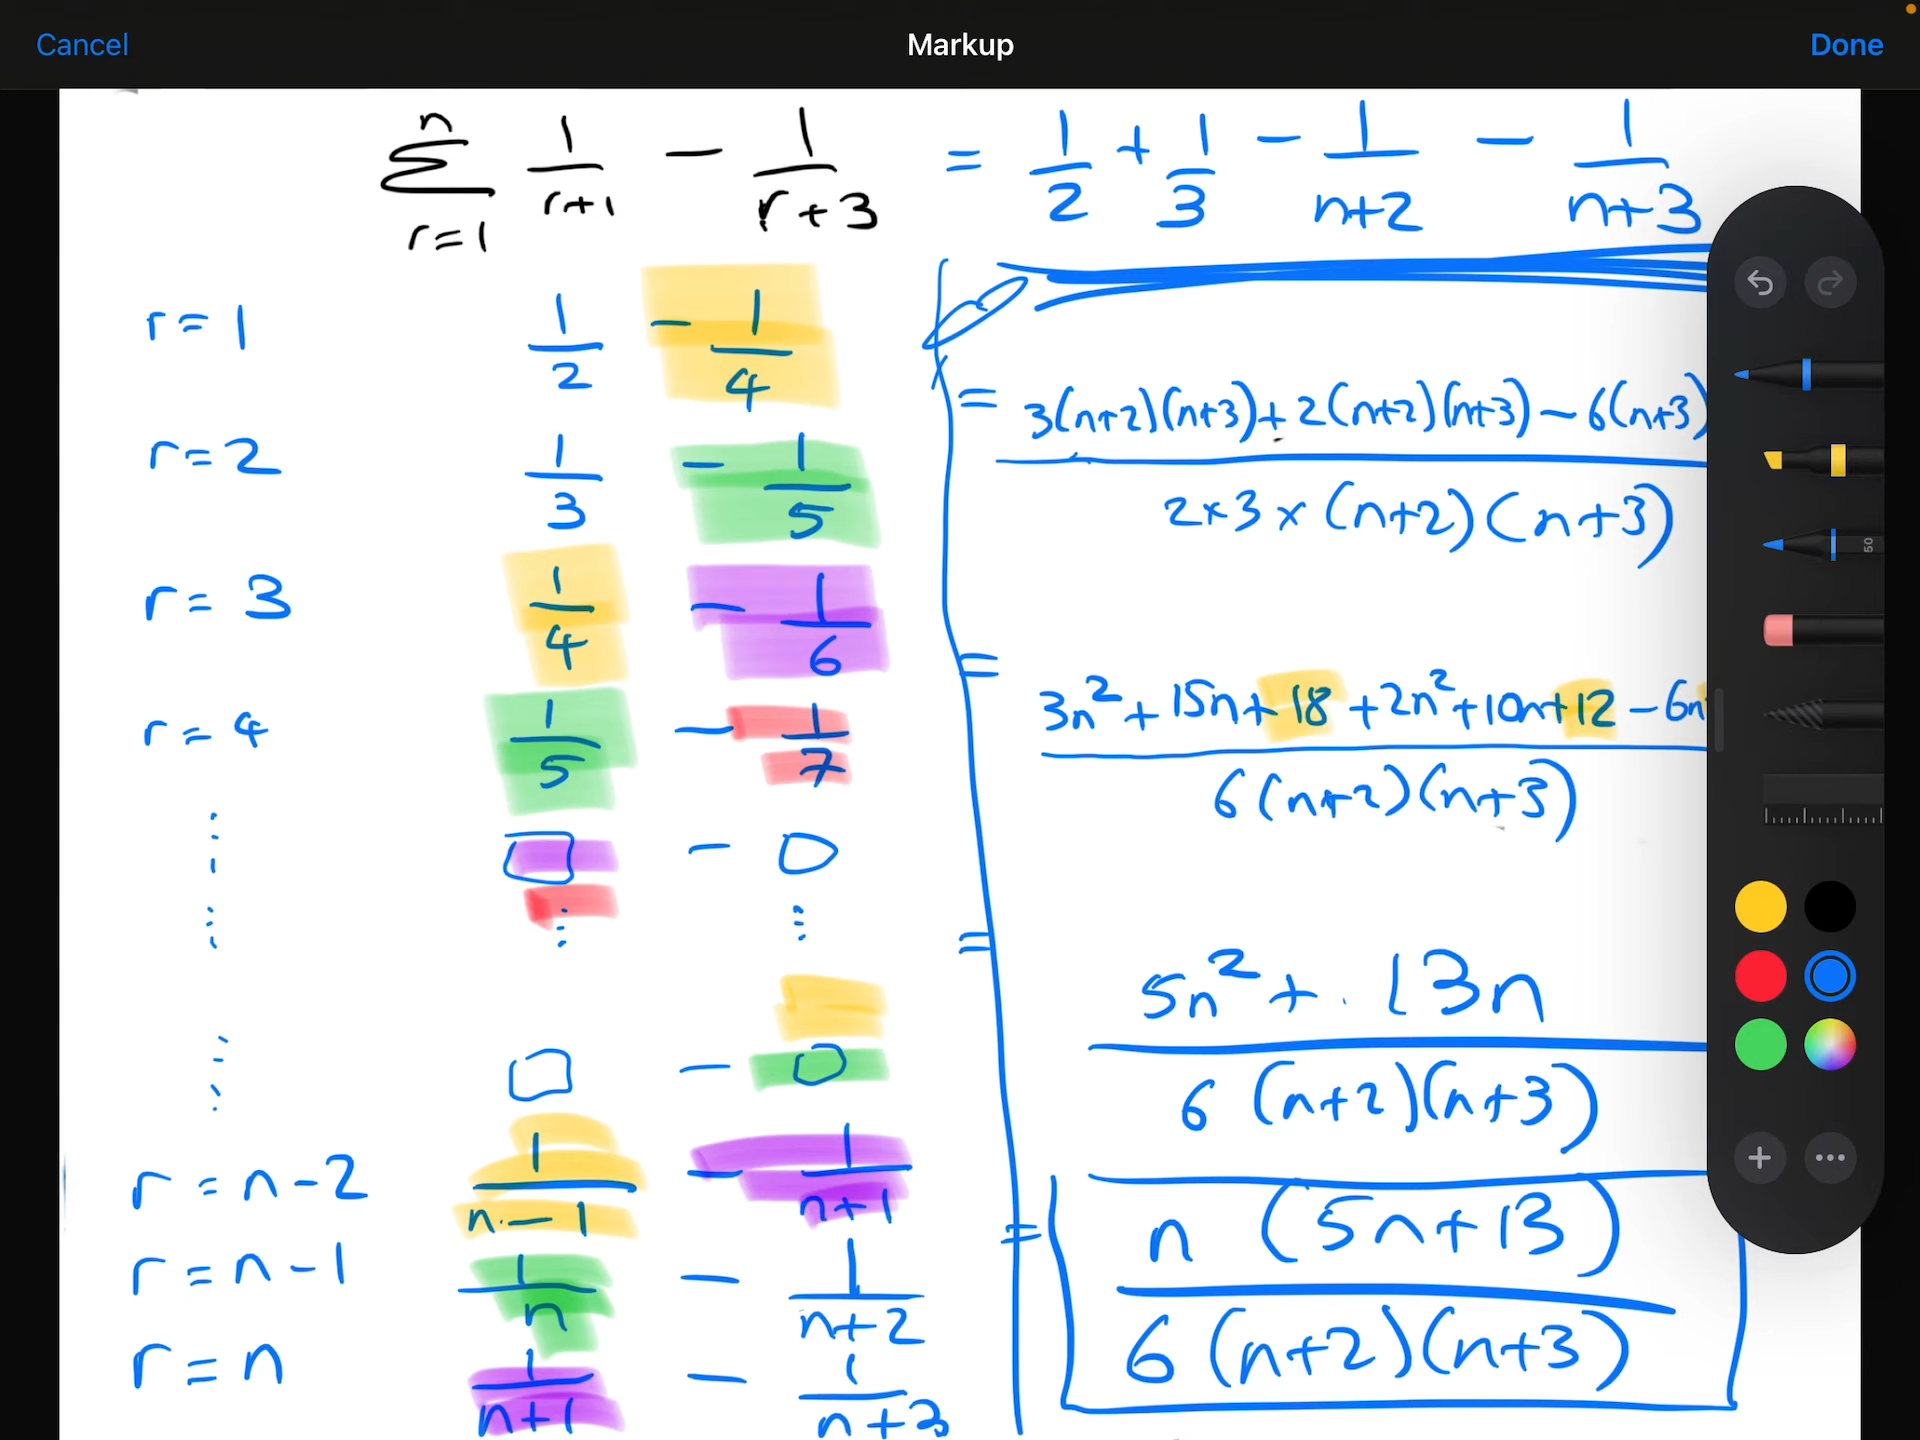 Cancel Markup Done
n
∑ 1/(r+1) − 1/(r+3) = 1/2 + 1/3 − 1/(n+2) − 1/(n+3)
r=1
r = 1 1/2 − 1/4
r = 2 1/3 − 1/5
r = 3 1/4 − 1/6
r = 4 1/5 − 1/7
⋮ □ − 0
⋮ ⋮ ⋮
⋮ □ − 0
r = n−2 1/(n−1) − 1/(n+1)
r = n−1 1/n − 1/(n+2)
r = n 1/(n+1) − 1/(n+3)
= 3(n+2)(n+3)+2(n+2)(n+3)−6(n+3)
2×3×(n+2)(n+3)
= 3n²+15n+18+2n²+10n+12−6n
6(n+2)(n+3)
= 5n²+13n
6(n+2)(n+3)
= n(5n+13)
6(n+2)(n+3)
50